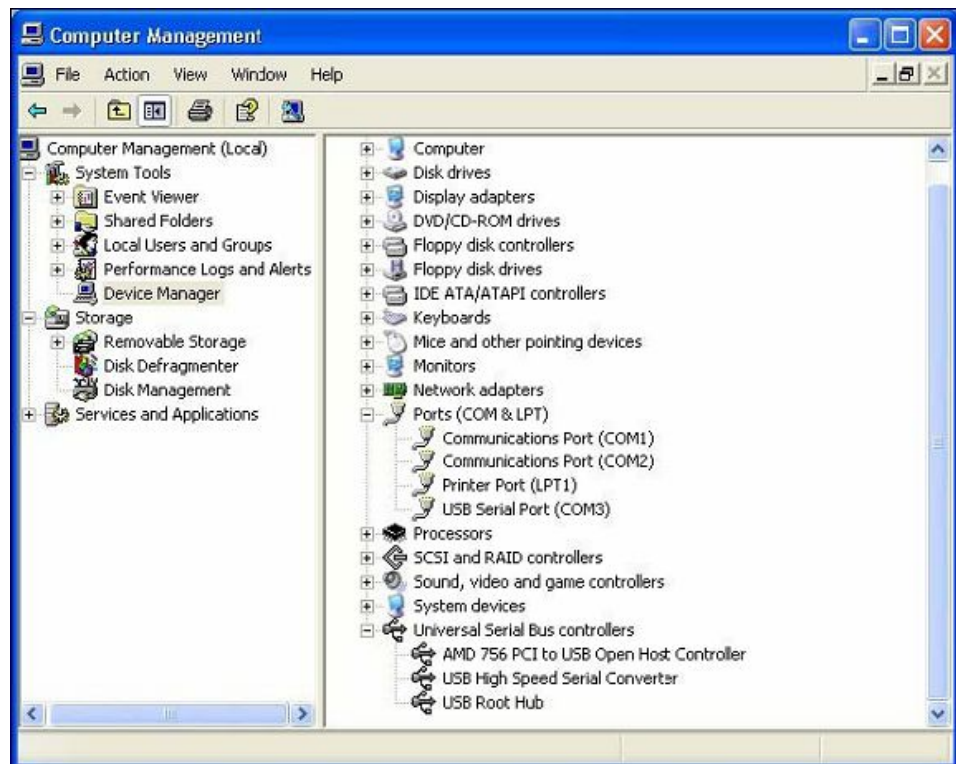 Computer Management
File Action View Window Help
Computer Management (Local)
System Tools
Event Viewer
Shared Folders
Local Users and Groups
Performance Logs and Alerts
Device Manager
Storage
Removable Storage
Disk Defragmenter
Disk Management
Services and Applications
Computer
Disk drives
Display adapters
DVD/CD-ROM drives
Floppy disk controllers
Floppy disk drives
IDE ATA/ATAPI controllers
Keyboards
Mice and other pointing devices
Monitors
Network adapters
Ports (COM & LPT)
Communications Port (COM1)
Communications Port (COM2)
Printer Port (LPT1)
USB Serial Port (COM3)
Processors
SCSI and RAID controllers
Sound, video and game controllers
System devices
Universal Serial Bus controllers
AMD 756 PCI to USB Open Host Controller
USB High Speed Serial Converter
USB Root Hub